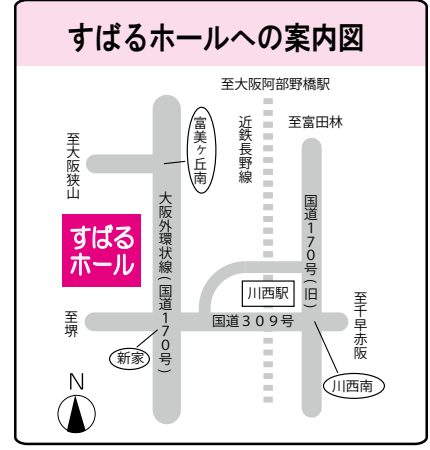 すばるホールへの案内図
至大阪阿部野橋駅
富美ヶ丘南
近鉄長野線
至富田林
至大阪狭山
大阪外環状線(国道170号)
国道170号(旧)
すばる
ホール
川西駅
至堺
国道309号
至千早赤阪
新家
川西南
N